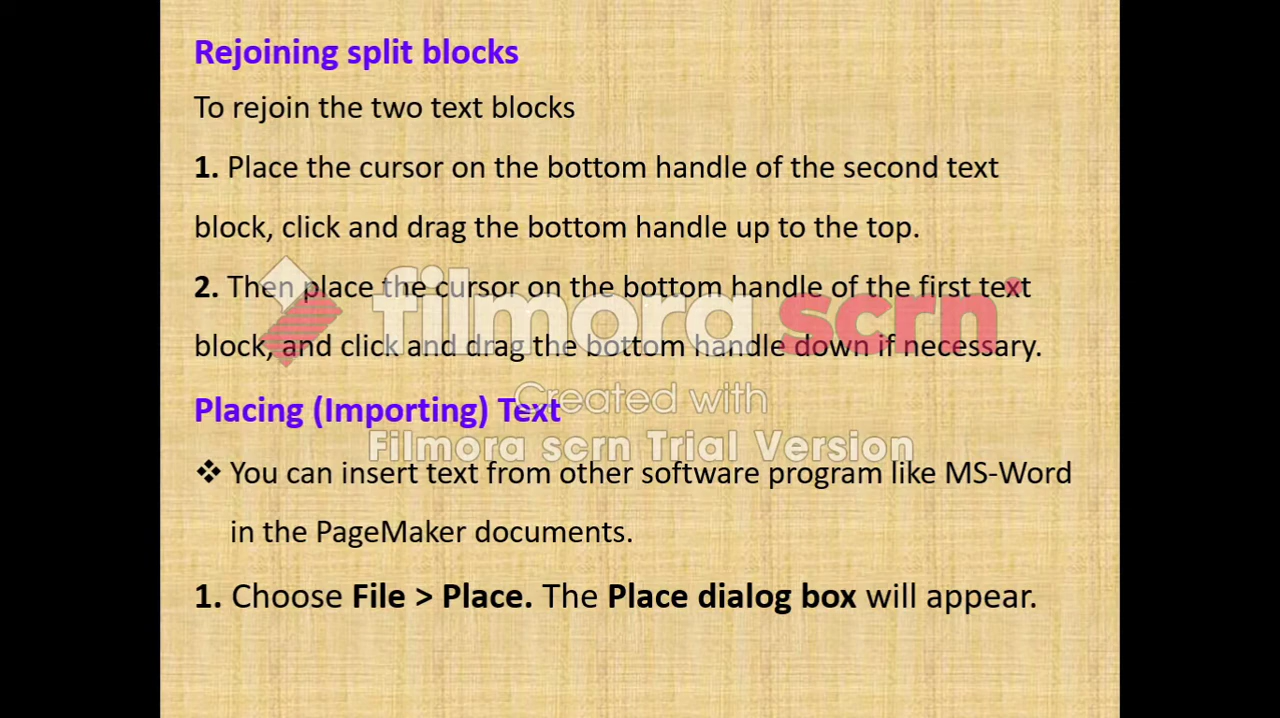 Rejoining split blocks
To rejoin the two text blocks
1. Place the cursor on the bottom handle of the second text
block, click and drag the bottom handle up to the top.
2. Then place the cursor on the bottom handle of the first text
filmora scrn
block, and click and drag the bottom handle down if necessary.
Created with
Placing (Importing) Text
Filmora scrn Trial Version
❖ You can insert text from other software program like MS-Word
in the PageMaker documents.
1. Choose File > Place. The Place dialog box will appear.